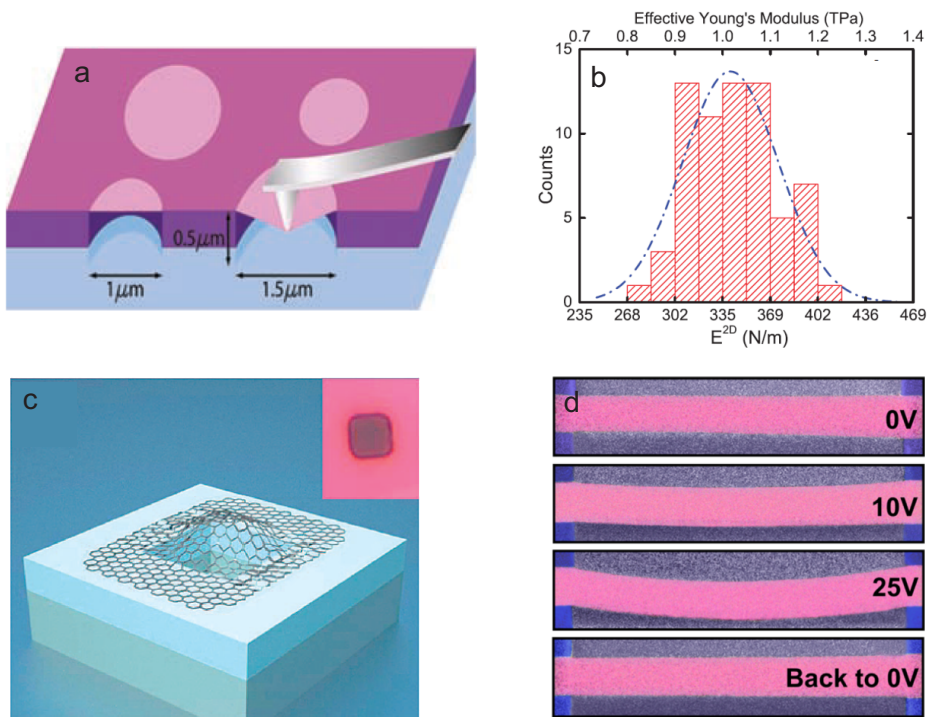 a
0.5μm
1μm
1.5μm
Effective Young's Modulus (TPa)
0.7 0.8 0.9 1.0 1.1 1.2 1.3 1.4
b
15
10
5
0
Counts
235 268 302 335 369 402 436 469
E^2D (N/m)
c
d
0V
10V
25V
Back to 0V